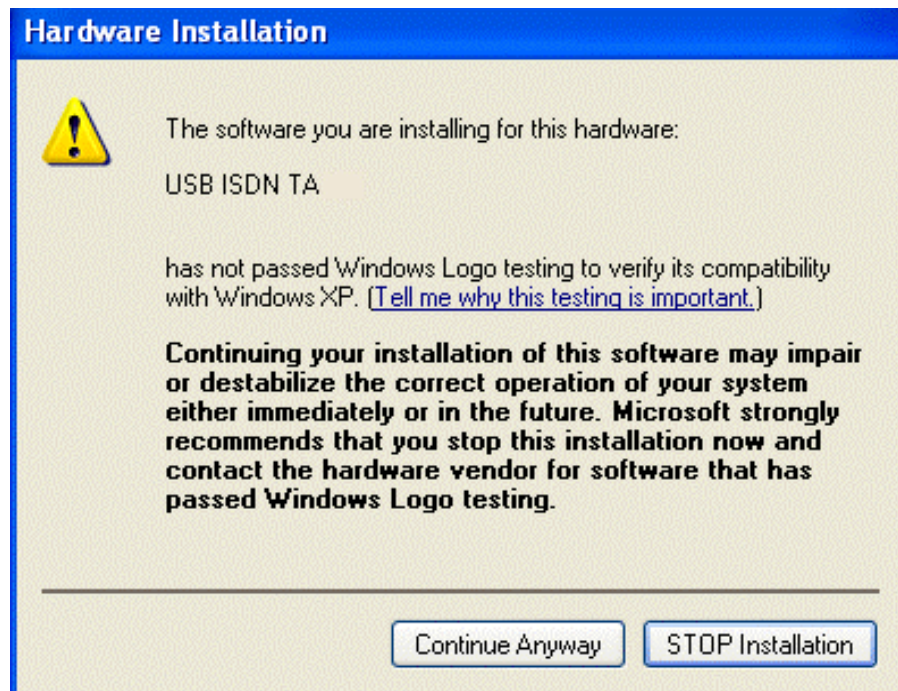 Hardware Installation
The software you are installing for this hardware:
USB ISDN TA
has not passed Windows Logo testing to verify its compatibility
with Windows XP. (Tell me why this testing is important.)
Continuing your installation of this software may impair
or destabilize the correct operation of your system
either immediately or in the future. Microsoft strongly
recommends that you stop this installation now and
contact the hardware vendor for software that has
passed Windows Logo testing.
Continue Anyway
STOP Installation